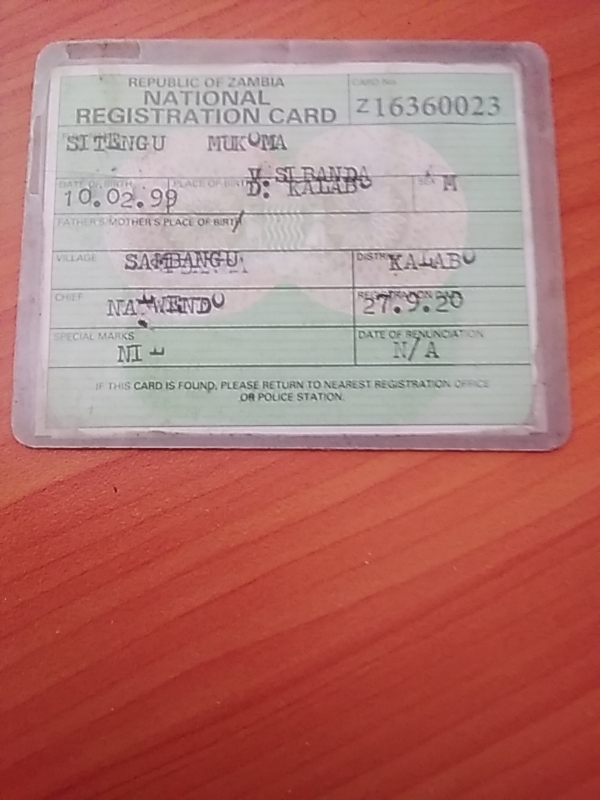 REPUBLIC OF ZAMBIA
NATIONAL
REGISTRATION CARD
CARD No.
Z16360023
SITENGU MUKUMA
DATE OF BIRTH
PLACE OF BIRTH
V: SIBANDA
SEX
10.02.99
D: KALABO
M
FATHER'S/MOTHER'S PLACE OF BIRTH
VILLAGE
SAMBANGU
DISTRICT
KALABO
CHIEF
REGISTRATION
27.9.20
SPECIAL MARKS
NIL
DATE OF RENUNCIATION
N/A
IF THIS CARD IS FOUND, PLEASE RETURN TO NEAREST REGISTRATION OFFICE
OR POLICE STATION.